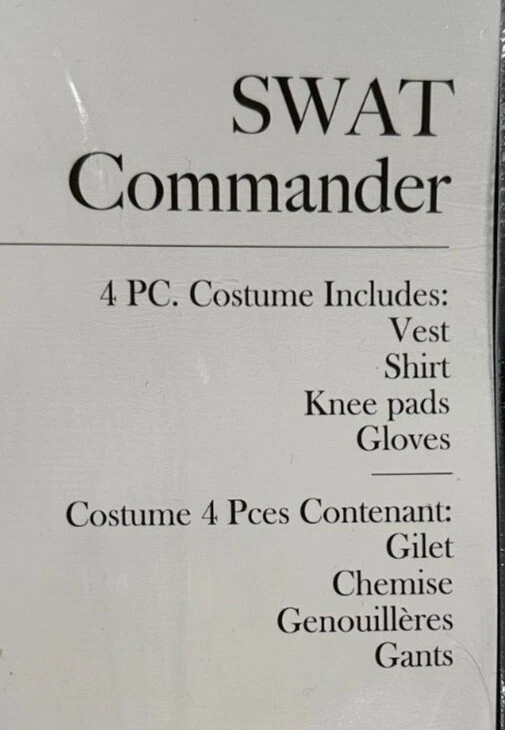 SWAT
Commander
4 PC. Costume Includes:
Vest
Shirt
Knee pads
Gloves
Costume 4 Pces Contenant:
Gilet
Chemise
Genouillères
Gants